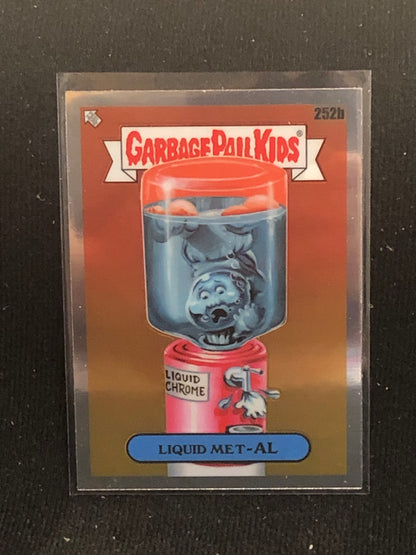 252b
GARBAGE PAIL KIDS®
LIQUID
CHROME
LIQUID MET-AL